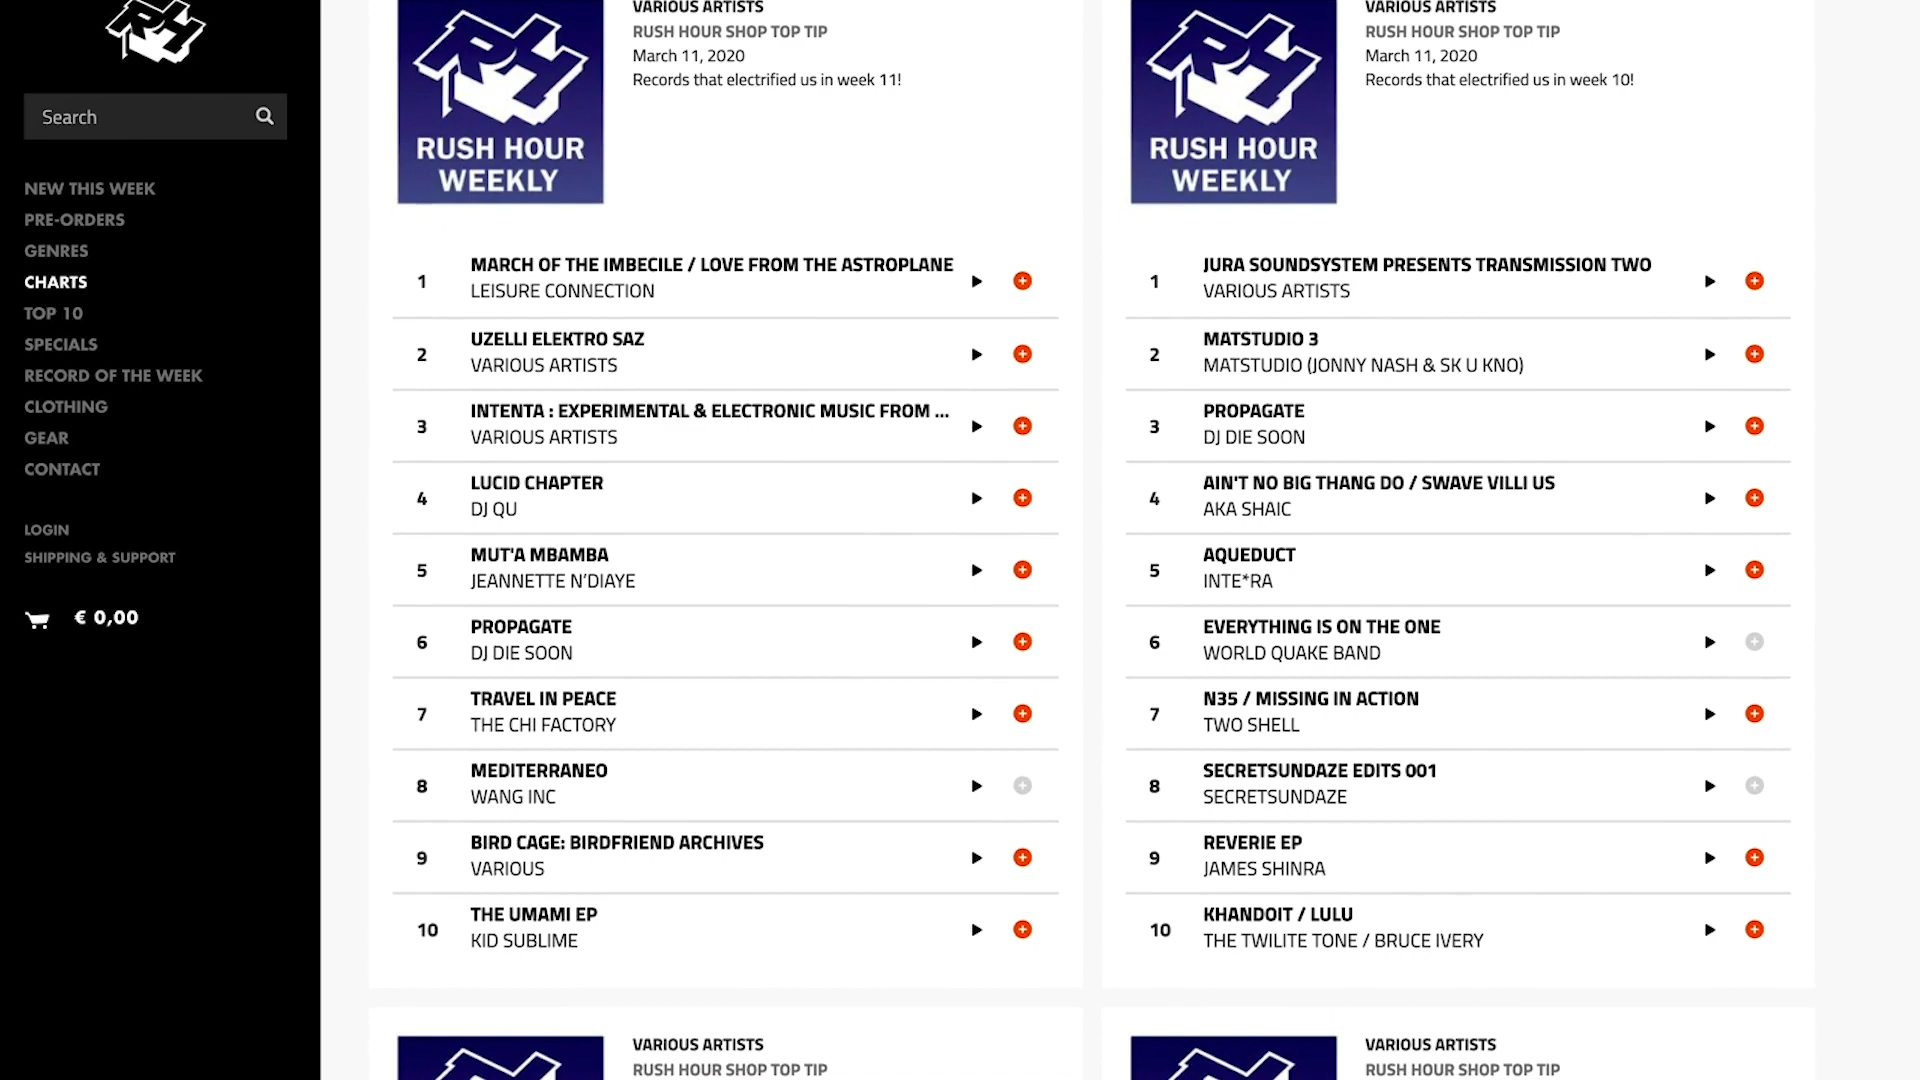 RH
Search
NEW THIS WEEK
PRE-ORDERS
GENRES
CHARTS
TOP 10
SPECIALS
RECORD OF THE WEEK
CLOTHING
GEAR
CONTACT
LOGIN
SHIPPING & SUPPORT
€ 0,00
RH
RUSH HOUR
WEEKLY
VARIOUS ARTISTS
RUSH HOUR SHOP TOP TIP
March 11, 2020
Records that electrified us in week 11!
1
MARCH OF THE IMBECILE / LOVE FROM THE ASTROPLANE
LEISURE CONNECTION
2
UZELLI ELEKTRO SAZ
VARIOUS ARTISTS
3
INTENTA : EXPERIMENTAL & ELECTRONIC MUSIC FROM ...
VARIOUS ARTISTS
4
LUCID CHAPTER
DJ QU
5
MUT'A MBAMBA
JEANNETTE N’DIAYE
6
PROPAGATE
DJ DIE SOON
7
TRAVEL IN PEACE
THE CHI FACTORY
8
MEDITERRANEO
WANG INC
9
BIRD CAGE: BIRDFRIEND ARCHIVES
VARIOUS
10
THE UMAMI EP
KID SUBLIME
RH
RUSH HOUR
WEEKLY
VARIOUS ARTISTS
RUSH HOUR SHOP TOP TIP
March 11, 2020
Records that electrified us in week 10!
1
JURA SOUNDSYSTEM PRESENTS TRANSMISSION TWO
VARIOUS ARTISTS
2
MATSTUDIO 3
MATSTUDIO (JONNY NASH & SK U KNO)
3
PROPAGATE
DJ DIE SOON
4
AIN'T NO BIG THANG DO / SWAVE VILLI US
AKA SHAIC
5
AQUEDUCT
INTE*RA
6
EVERYTHING IS ON THE ONE
WORLD QUAKE BAND
7
N35 / MISSING IN ACTION
TWO SHELL
8
SECRETSUNDAZE EDITS 001
SECRETSUNDAZE
9
REVERIE EP
JAMES SHINRA
10
KHANDOIT / LULU
THE TWILITE TONE / BRUCE IVERY
VARIOUS ARTISTS
RUSH HOUR SHOP TOP TIP
VARIOUS ARTISTS
RUSH HOUR SHOP TOP TIP